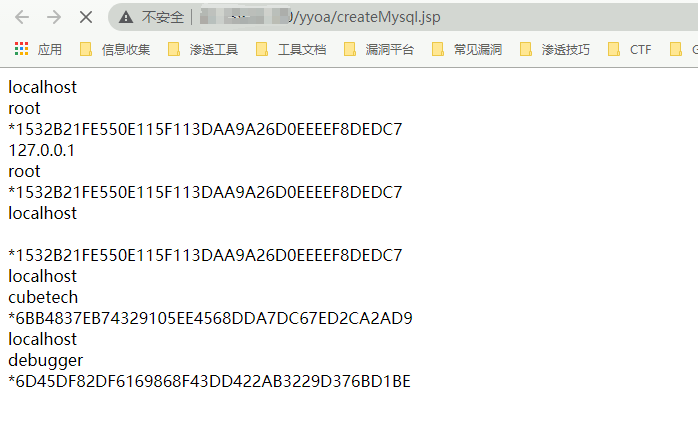 不安全
0/yyoa/createMysql.jsp
应用 信息收集 渗透工具 工具文档 漏洞平台 常见漏洞 渗透技巧 CTF
localhost
root
*1532B21FE550E115F113DAA9A26D0EEEEF8DEDC7
127.0.0.1
root
*1532B21FE550E115F113DAA9A26D0EEEEF8DEDC7
localhost
*1532B21FE550E115F113DAA9A26D0EEEEF8DEDC7
localhost
cubetech
*6BB4837EB74329105EE4568DDA7DC67ED2CA2AD9
localhost
debugger
*6D45DF82DF6169868F43DD422AB3229D376BD1BE